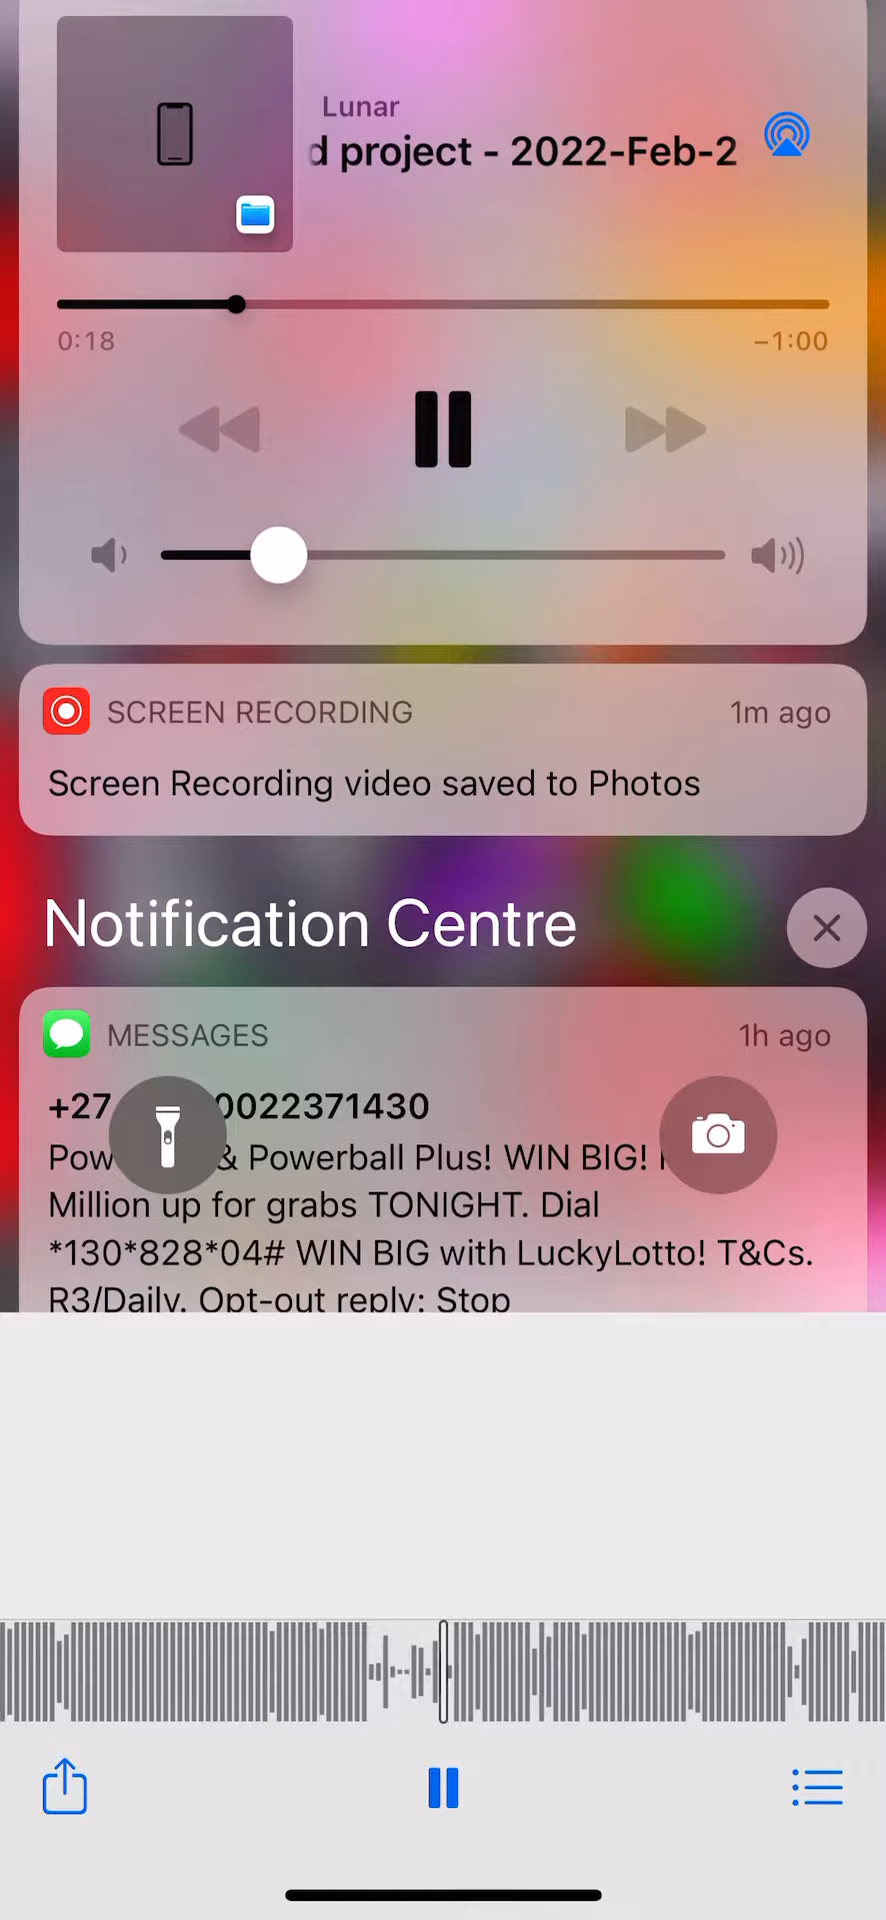 Lunar
d project - 2022-Feb-2
0:18
–1:00
SCREEN RECORDING
1m ago
Screen Recording video saved to Photos
Notification Centre
MESSAGES
1h ago
+27 0022371430
& Powerball Plus! WIN BIG!
Million up for grabs TONIGHT. Dial
*130*828*04# WIN BIG with LuckyLotto! T&Cs.
R3/Daily. Opt-out reply: Stop